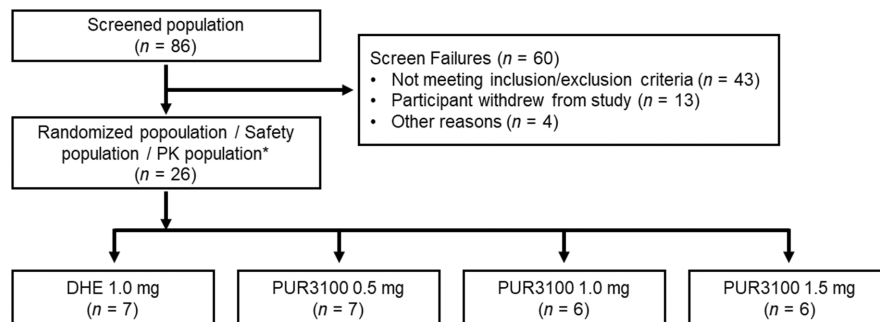 Screened population
(n = 86)
Screen Failures (n = 60)
• Not meeting inclusion/exclusion criteria (n = 43)
• Participant withdrew from study (n = 13)
• Other reasons (n = 4)
Randomized popoulation / Safety
population / PK population*
(n = 26)
DHE 1.0 mg
(n = 7)
PUR3100 0.5 mg
(n = 7)
PUR3100 1.0 mg
(n = 6)
PUR3100 1.5 mg
(n = 6)